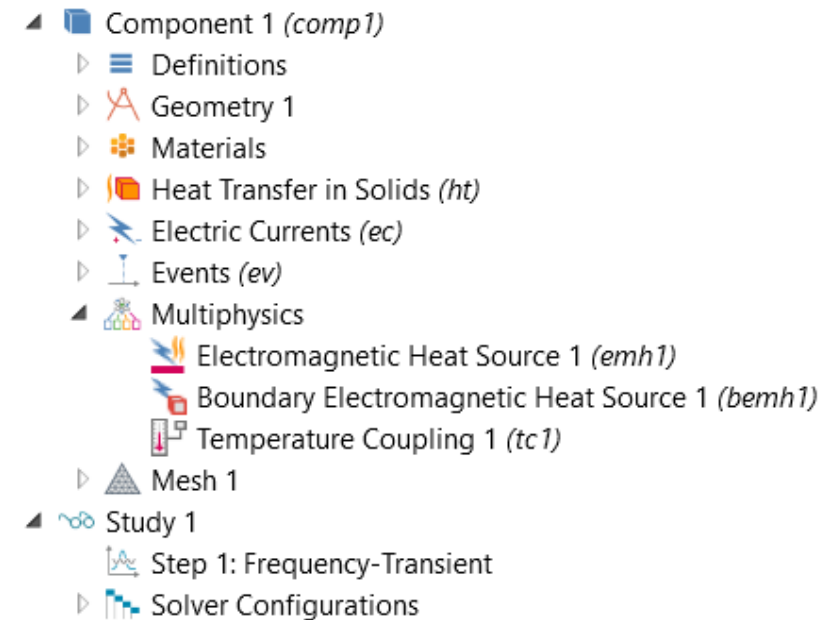 Component 1 (comp1)
Definitions
Geometry 1
Materials
Heat Transfer in Solids (ht)
Electric Currents (ec)
Events (ev)
Multiphysics
Electromagnetic Heat Source 1 (emh1)
Boundary Electromagnetic Heat Source 1 (bemh1)
Temperature Coupling 1 (tc1)
Mesh 1
Study 1
Step 1: Frequency-Transient
Solver Configurations